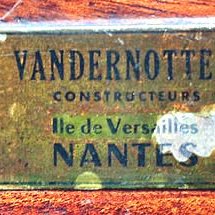 VANDERNOTTE
CONSTRUCTEURS
Ile de Versailles
NANTES